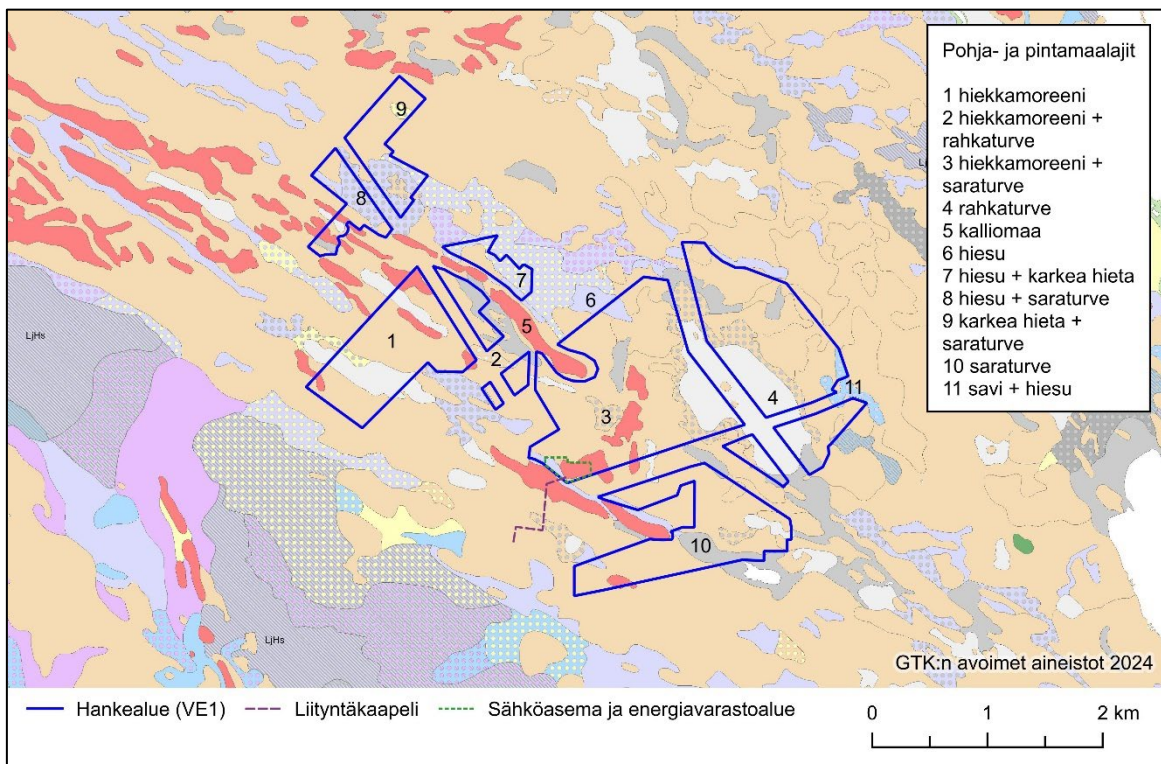 Pohja- ja pintamaalajit
1 hiekkamoreeni
2 hiekkamoreeni +
rahkaturve
3 hiekkamoreeni +
saraturve
4 rahkaturve
5 kalliomaa
6 hiesu
7 hiesu + karkea hieta
8 hiesu + saraturve
9 karkea hieta +
saraturve
10 saraturve
11 savi + hiesu
9
8
7
6
5
1
2
3
4
11
10
LjHs
LjHs
GTK:n avoimet aineistot 2024
Hankealue (VE1)
Liityntäkaapeli
Sähköasema ja energiavarastoalue
0 1 2 km